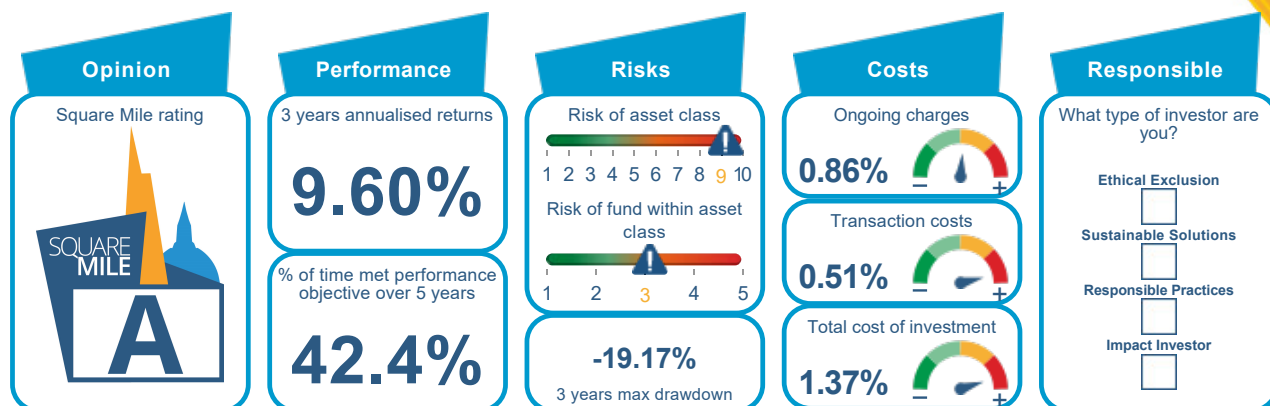 Opinion
Square Mile rating
SQUARE
MILE
A
Performance
3 years annualised returns
9.60%
% of time met performance
objective over 5 years
42.4%
Risks
Risk of asset class
1 2 3 4 5 6 7 8 9 10
Risk of fund within asset
class
1 2 3 4 5
-19.17%
3 years max drawdown
Costs
Ongoing charges
0.86%
– +
Transaction costs
0.51%
– +
Total cost of investment
1.37%
– +
Responsible
What type of investor are
you?
Ethical Exclusion
Sustainable Solutions
Responsible Practices
Impact Investor